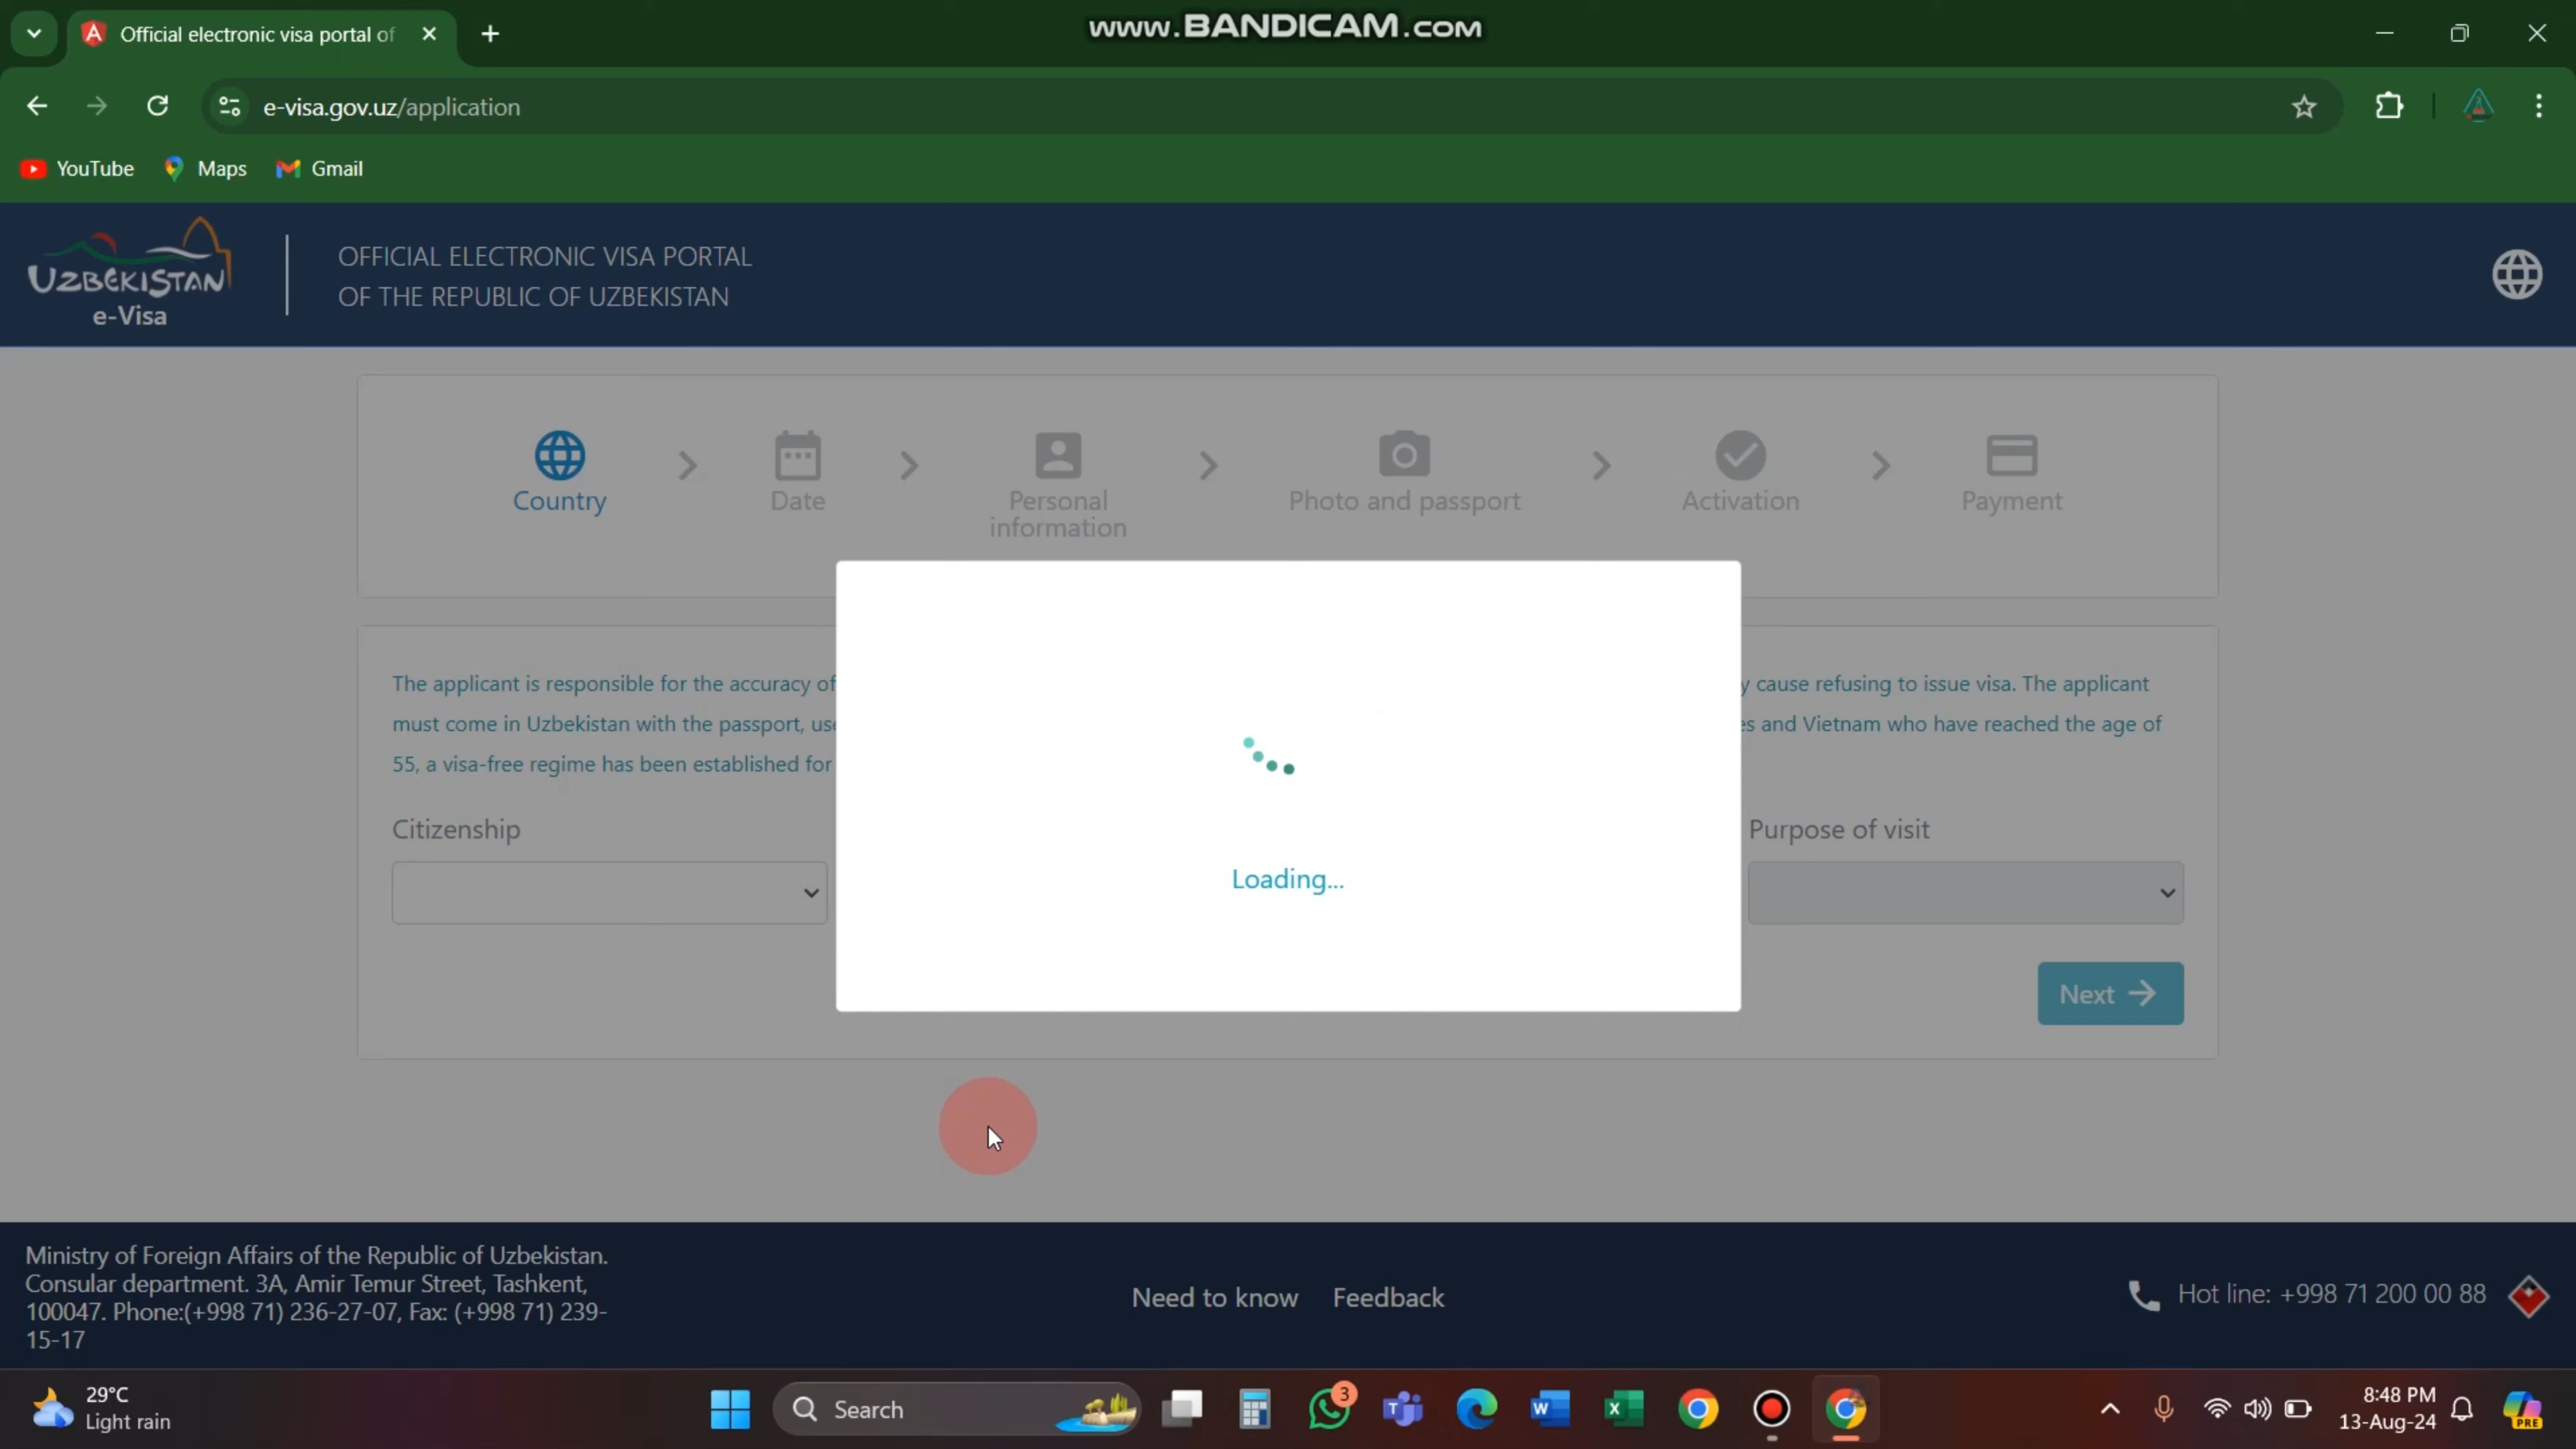 www.BANDICAM.com
Official electronic visa portal of
e-visa.gov.uz/application
YouTube
Maps
Gmail
UZBEKISTAN
e-Visa
OFFICIAL ELECTRONIC VISA PORTAL
OF THE REPUBLIC OF UZBEKISTAN
Country
Date
Personal
information
Photo and passport
Activation
Payment
The applicant is responsible for the accuracy of y cause refusing to issue visa. The applicant
must come in Uzbekistan with the passport, and Vietnam who have reached the age of
55, a visa-free regime has been established for
Citizenship
Purpose of visit
Loading...
Next
Ministry of Foreign Affairs of the Republic of Uzbekistan.
Consular department. 3A, Amir Temur Street, Tashkent,
100047. Phone:(+998 71) 236-27-07, Fax: (+998 71) 239-
15-17
Need to know
Feedback
Hot line: +998 71 200 00 88
29°C
Light rain
Search
3
8:48 PM
13-Aug-24
PRE